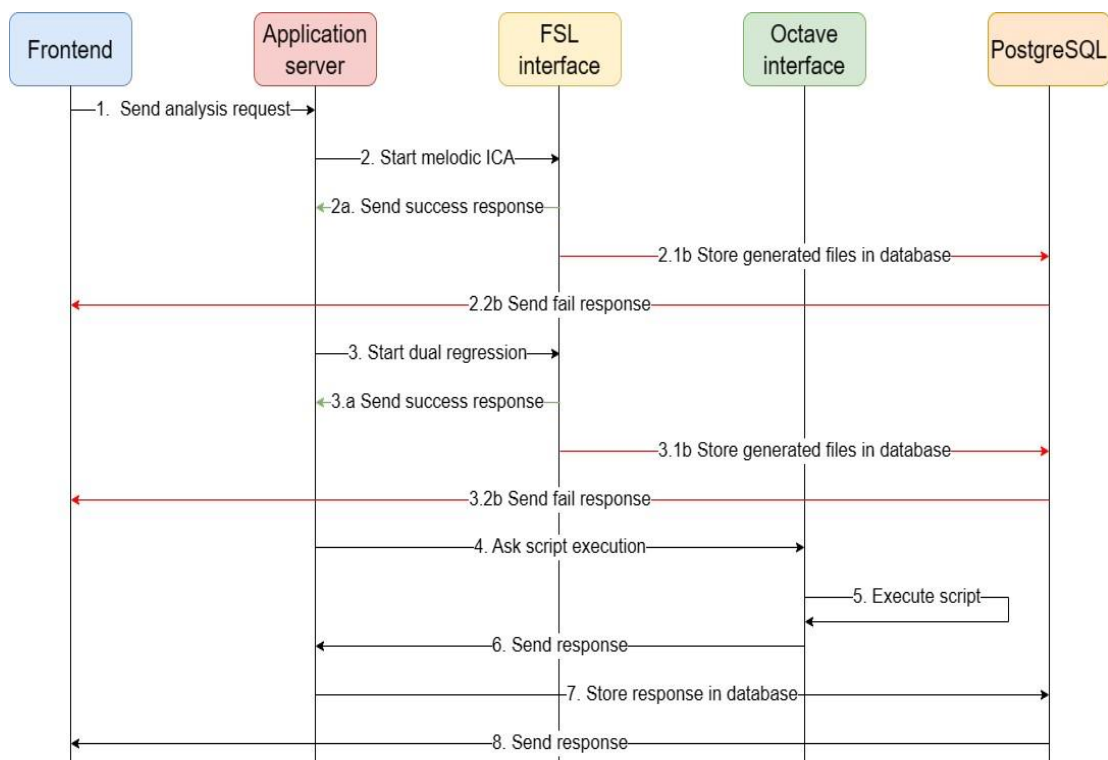 Frontend
Application
server
FSL
interface
Octave
interface
PostgreSQL
1. Send analysis request
2. Start melodic ICA
2a. Send success response
2.1b Store generated files in database
2.2b Send fail response
3. Start dual regression
3.a Send success response
3.1b Store generated files in database
3.2b Send fail response
4. Ask script execution
5. Execute script
6. Send response
7. Store response in database
8. Send response